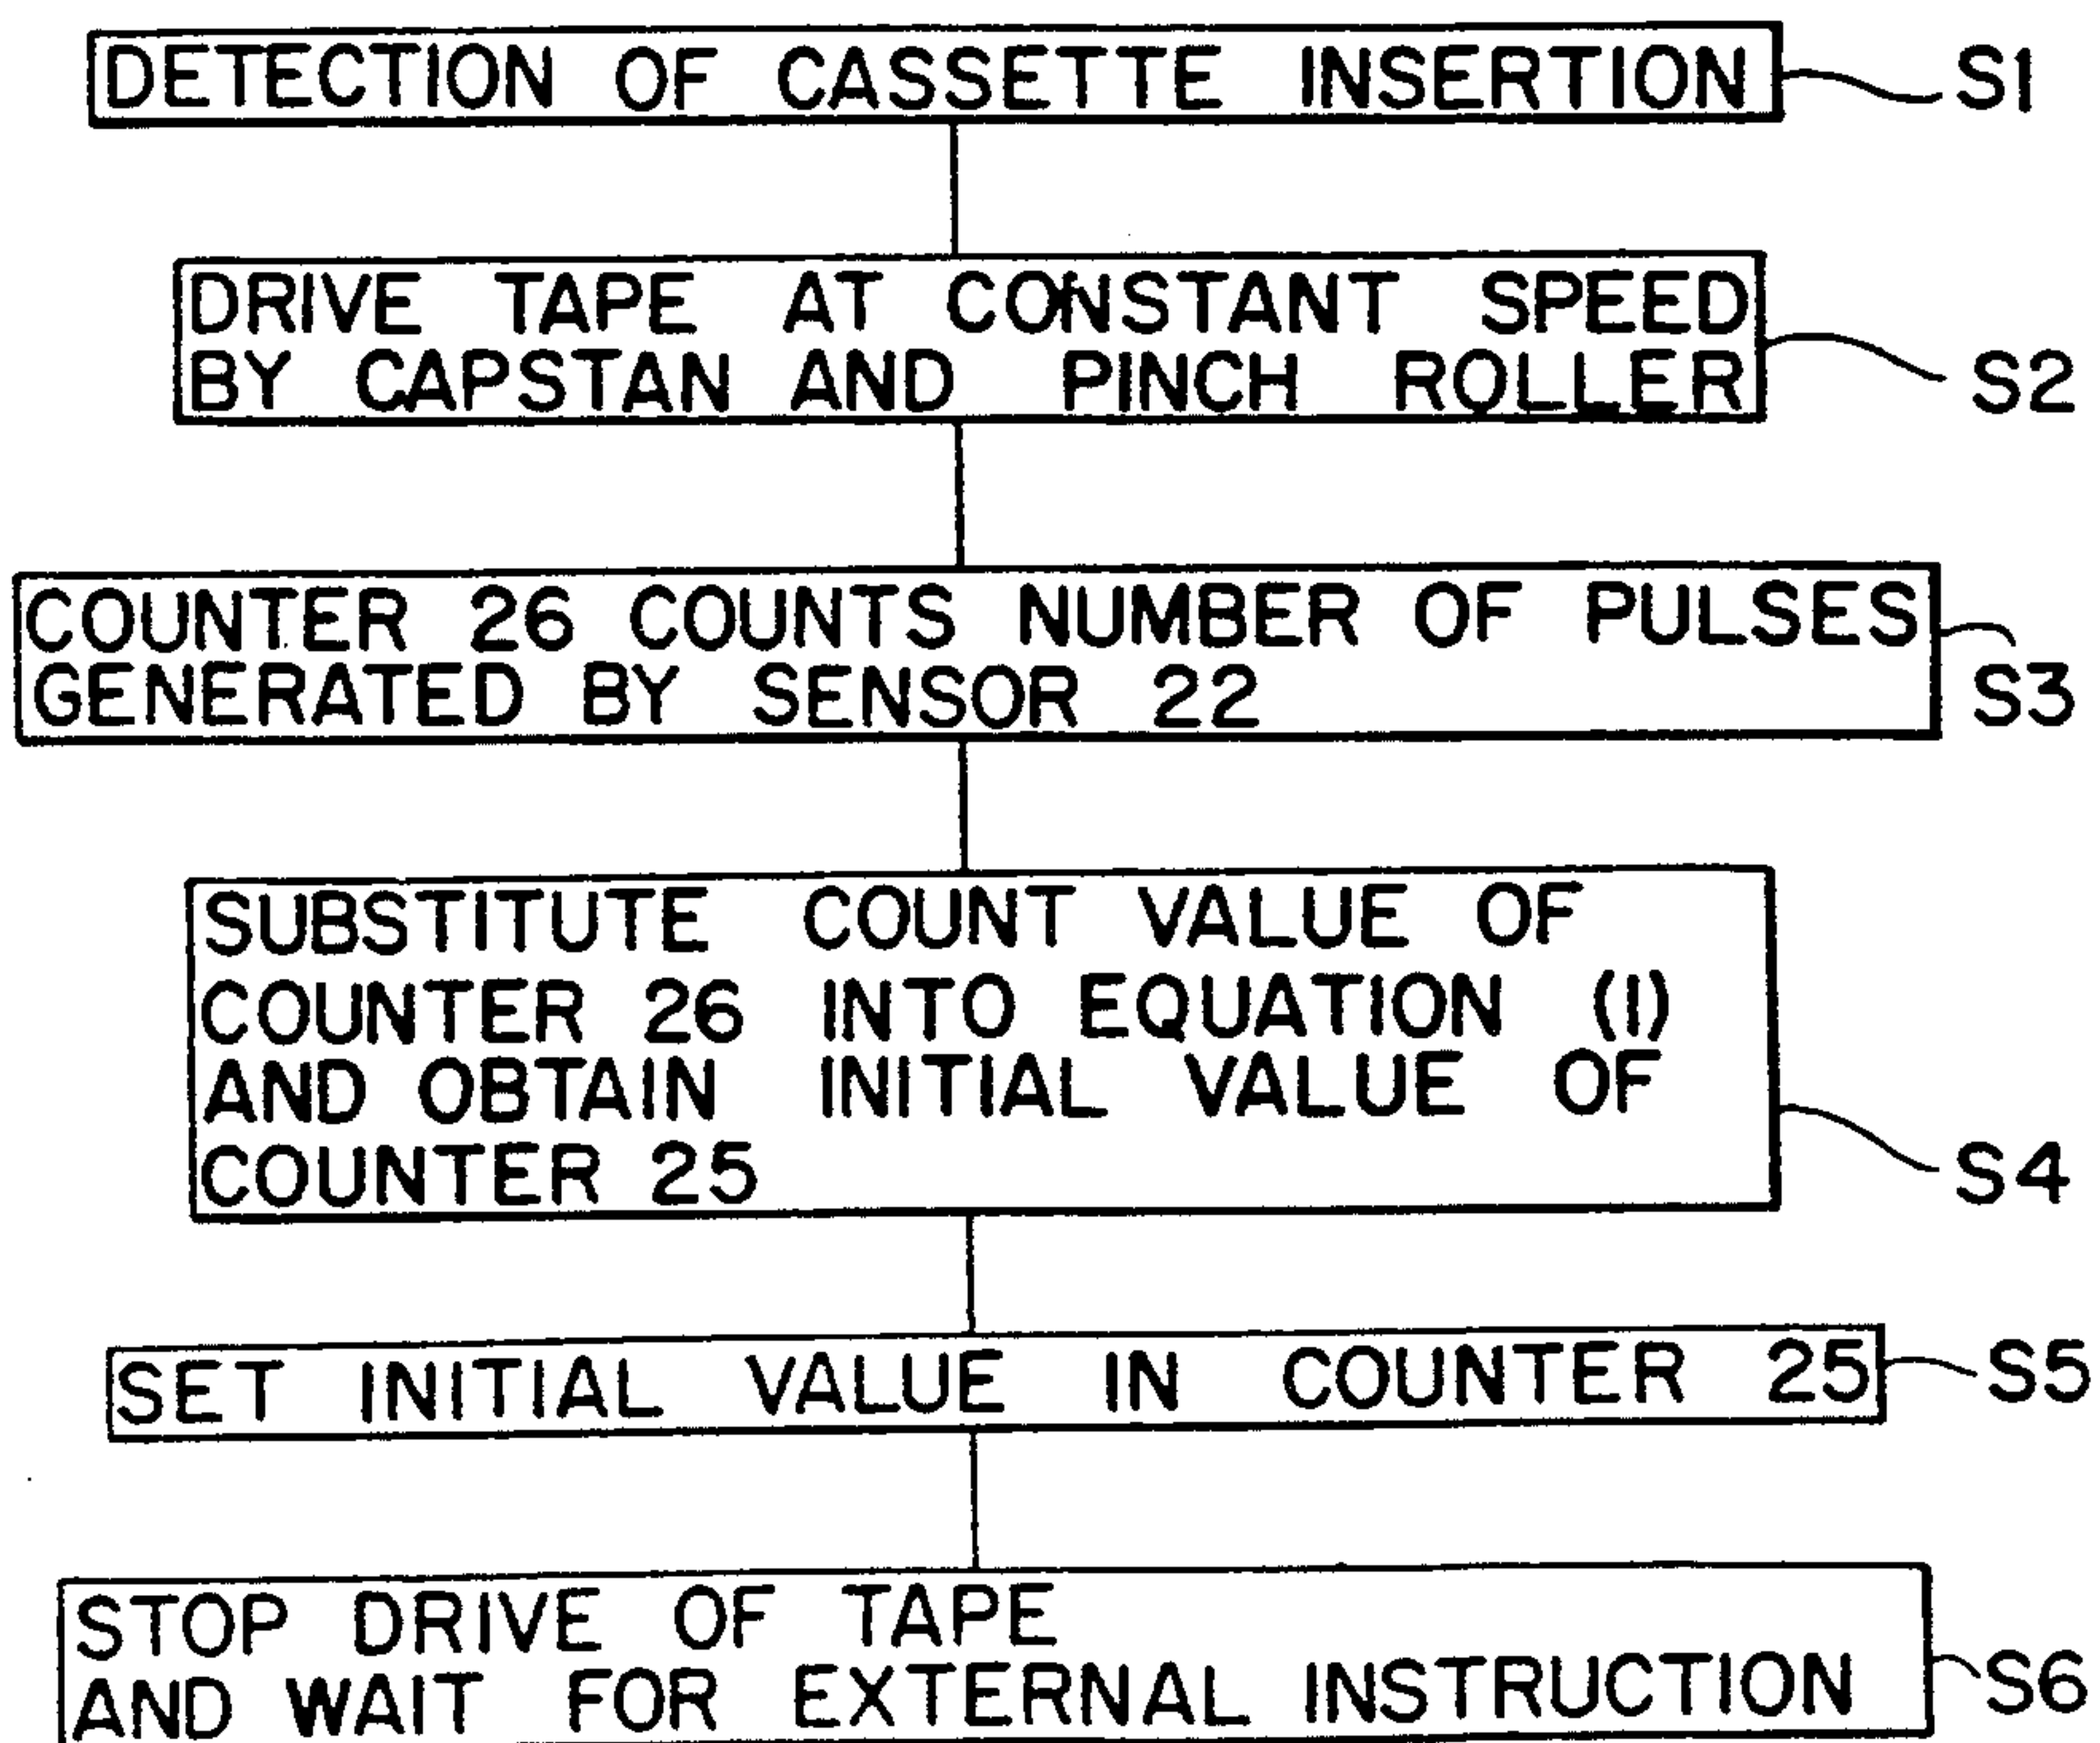 DETECTION OF CASSETTE INSERTION S1
DRIVE TAPE AT CONSTANT SPEED
BY CAPSTAN AND PINCH ROLLER S2
COUNTER 26 COUNTS NUMBER OF PULSES
GENERATED BY SENSOR 22 S3
SUBSTITUTE COUNT VALUE OF
COUNTER 26 INTO EQUATION (1)
AND OBTAIN INITIAL VALUE OF
COUNTER 25 S4
SET INITIAL VALUE IN COUNTER 25 S5
STOP DRIVE OF TAPE
AND WAIT FOR EXTERNAL INSTRUCTION S6